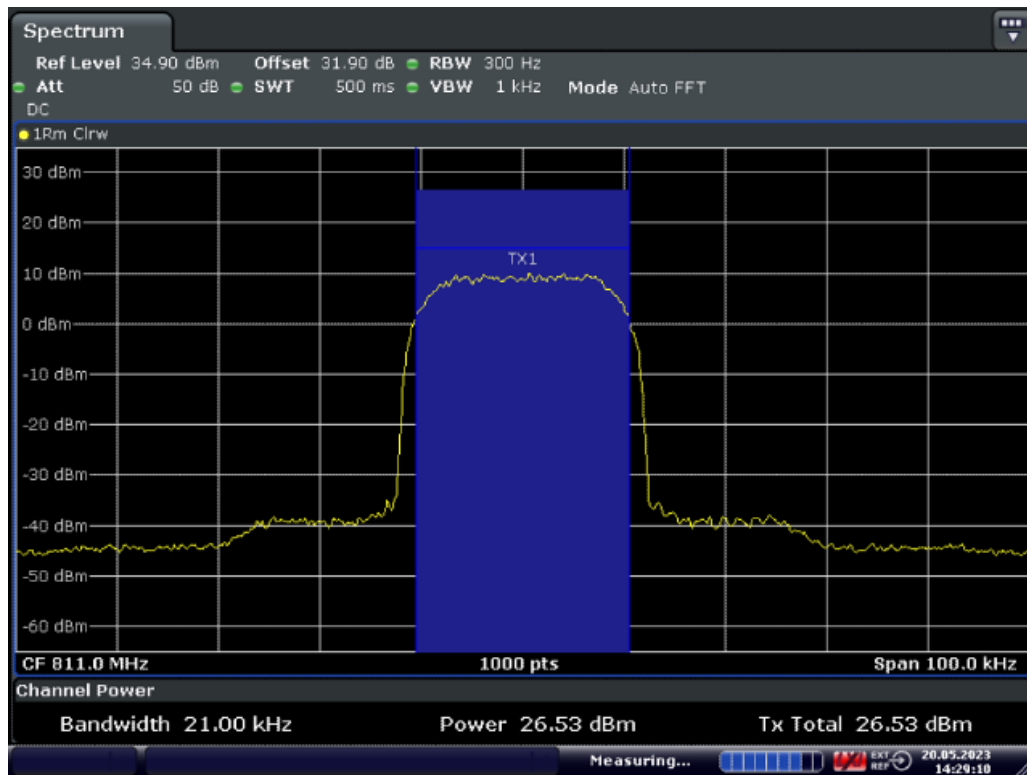 Spectrum
Ref Level 34.90 dBm Offset 31.90 dB RBW 300 Hz
Att 50 dB SWT 500 ms VBW 1 kHz Mode Auto FFT
DC
1Rm Clrw
30 dBm
20 dBm
TX1
10 dBm
0 dBm
-10 dBm
-20 dBm
-30 dBm
-40 dBm
-50 dBm
-60 dBm
CF 811.0 MHz 1000 pts Span 100.0 kHz
Channel Power
Bandwidth 21.00 kHz Power 26.53 dBm Tx Total 26.53 dBm
Measuring... EXT REF 20.05.2023 14:29:10